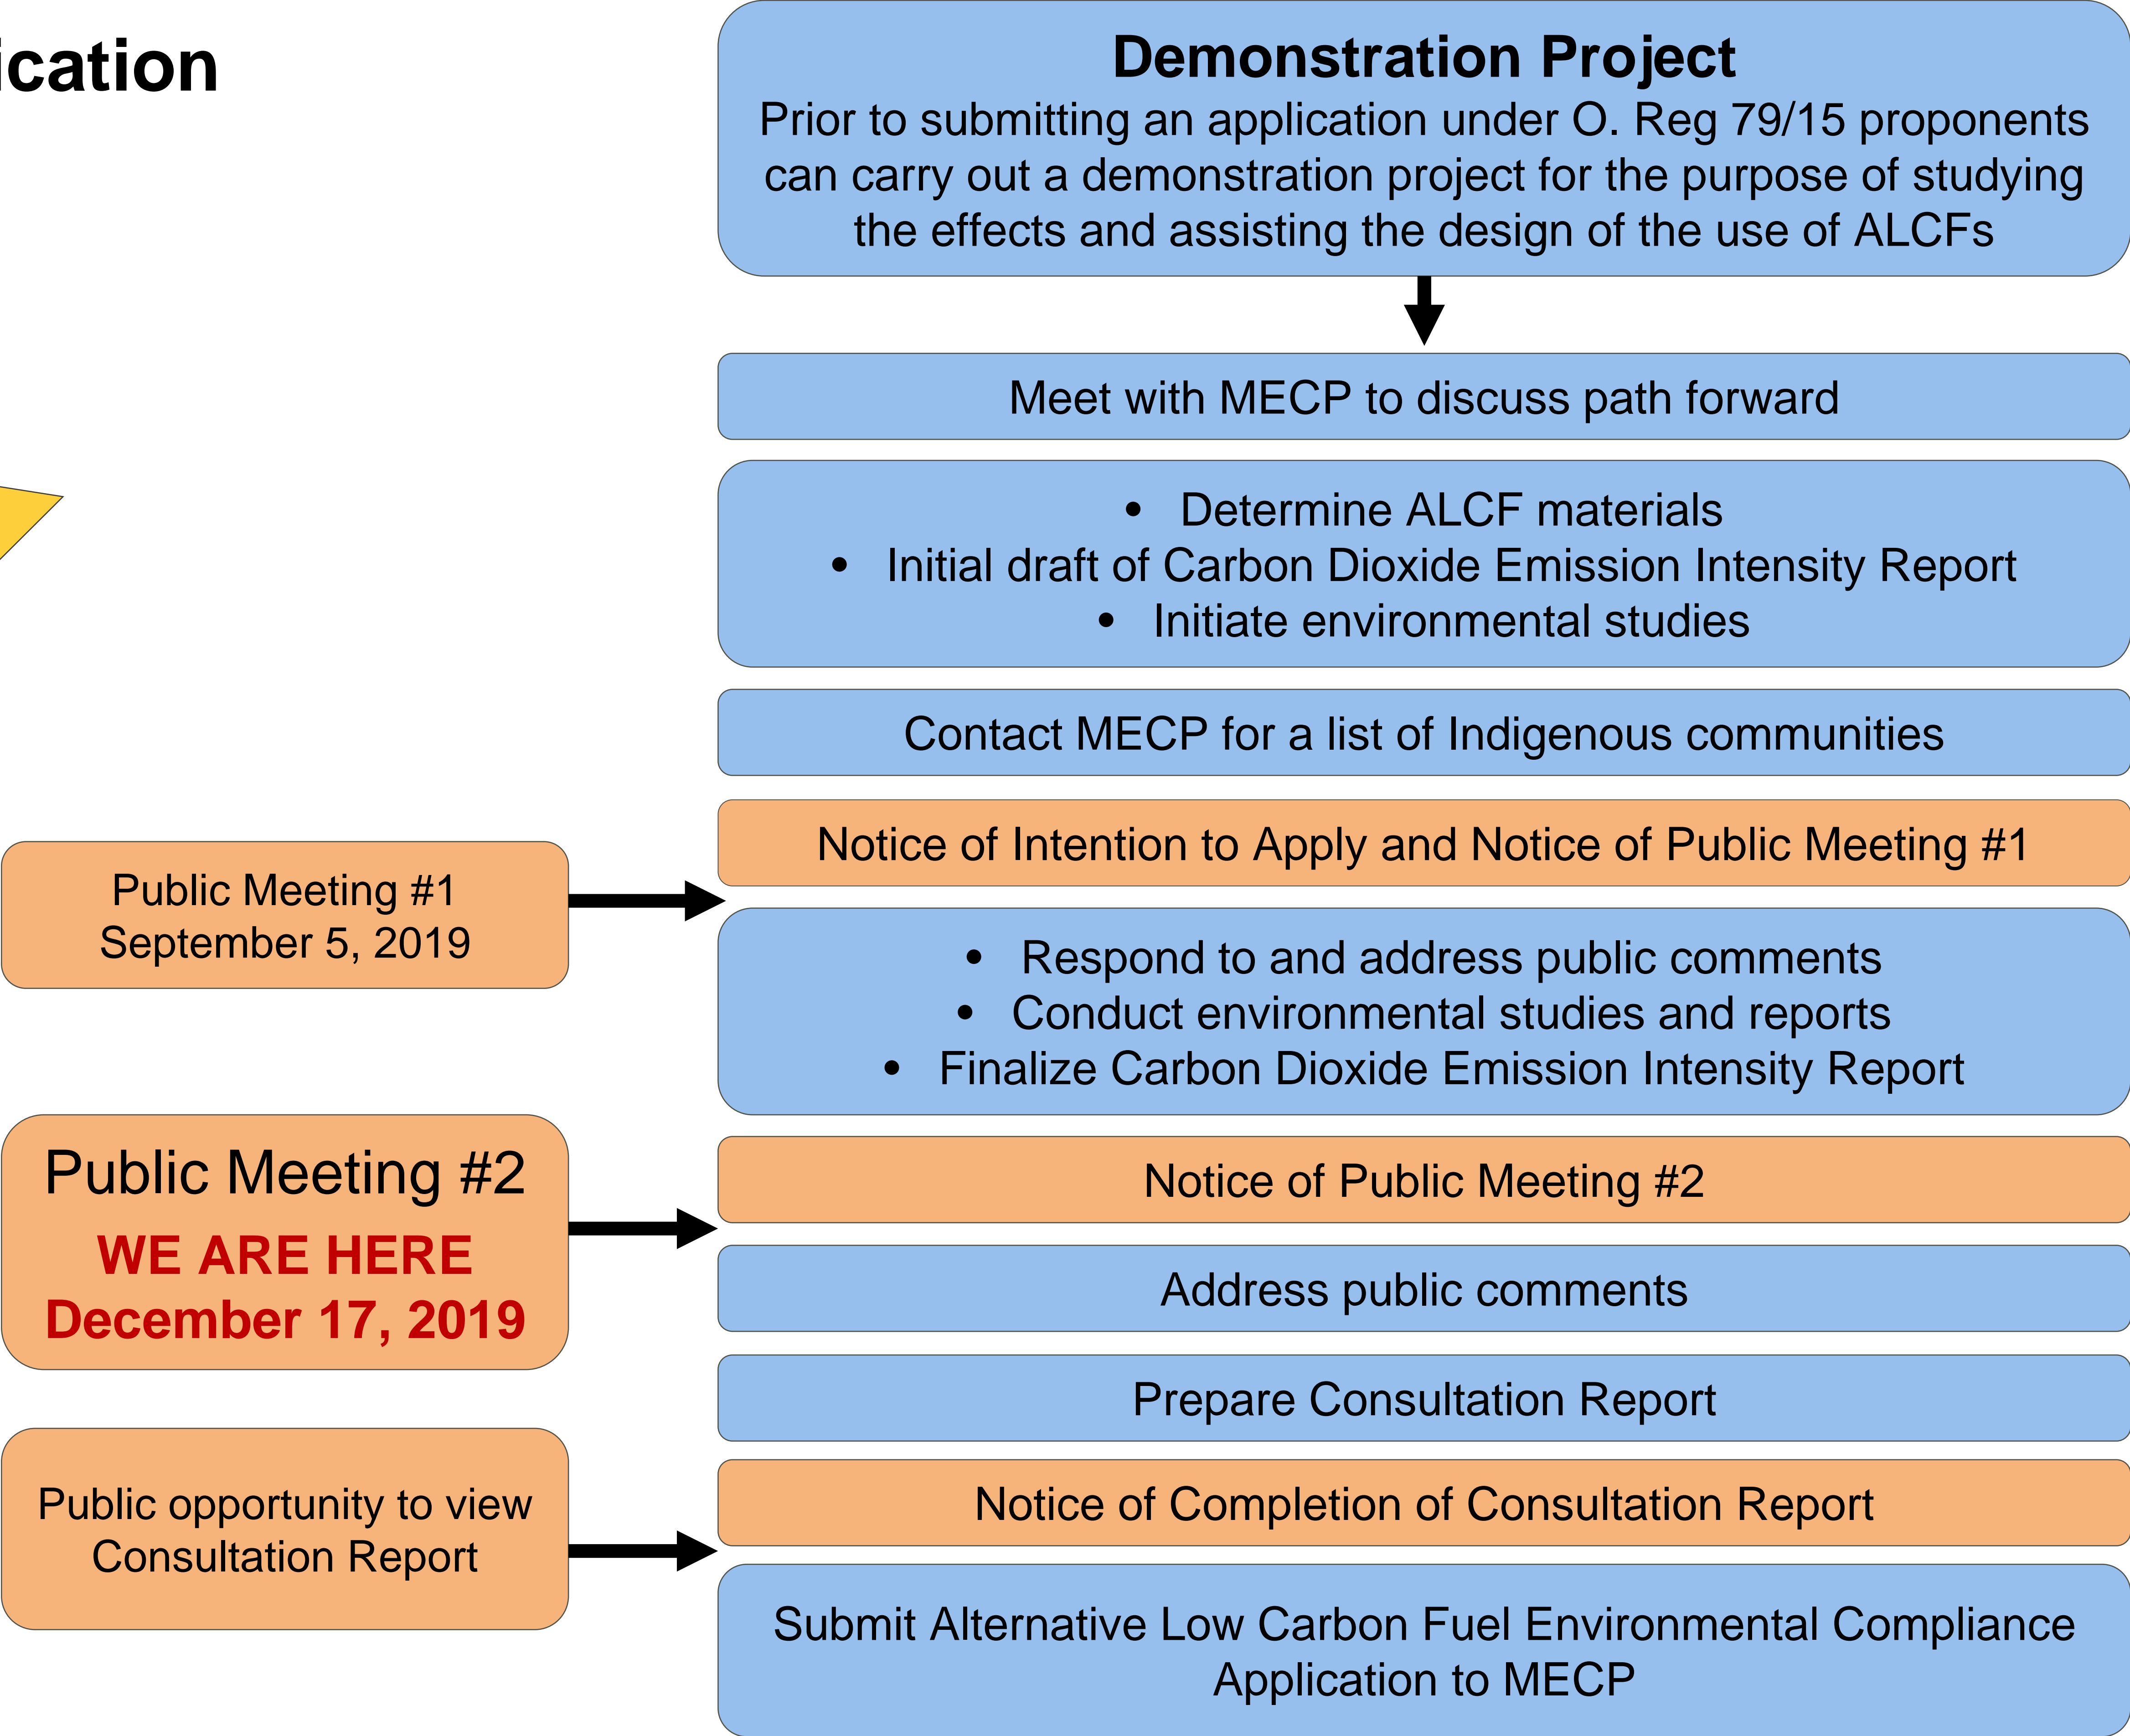 ication
Demonstration Project
Prior to submitting an application under O. Reg 79/15 proponents
can carry out a demonstration project for the purpose of studying
the effects and assisting the design of the use of ALCFs
Meet with MECP to discuss path forward
• Determine ALCF materials
• Initial draft of Carbon Dioxide Emission Intensity Report
• Initiate environmental studies
Contact MECP for a list of Indigenous communities
Notice of Intention to Apply and Notice of Public Meeting #1
Public Meeting #1
September 5, 2019
• Respond to and address public comments
• Conduct environmental studies and reports
• Finalize Carbon Dioxide Emission Intensity Report
Public Meeting #2
WE ARE HERE
December 17, 2019
Notice of Public Meeting #2
Address public comments
Prepare Consultation Report
Public opportunity to view
Consultation Report
Notice of Completion of Consultation Report
Submit Alternative Low Carbon Fuel Environmental Compliance
Application to MECP